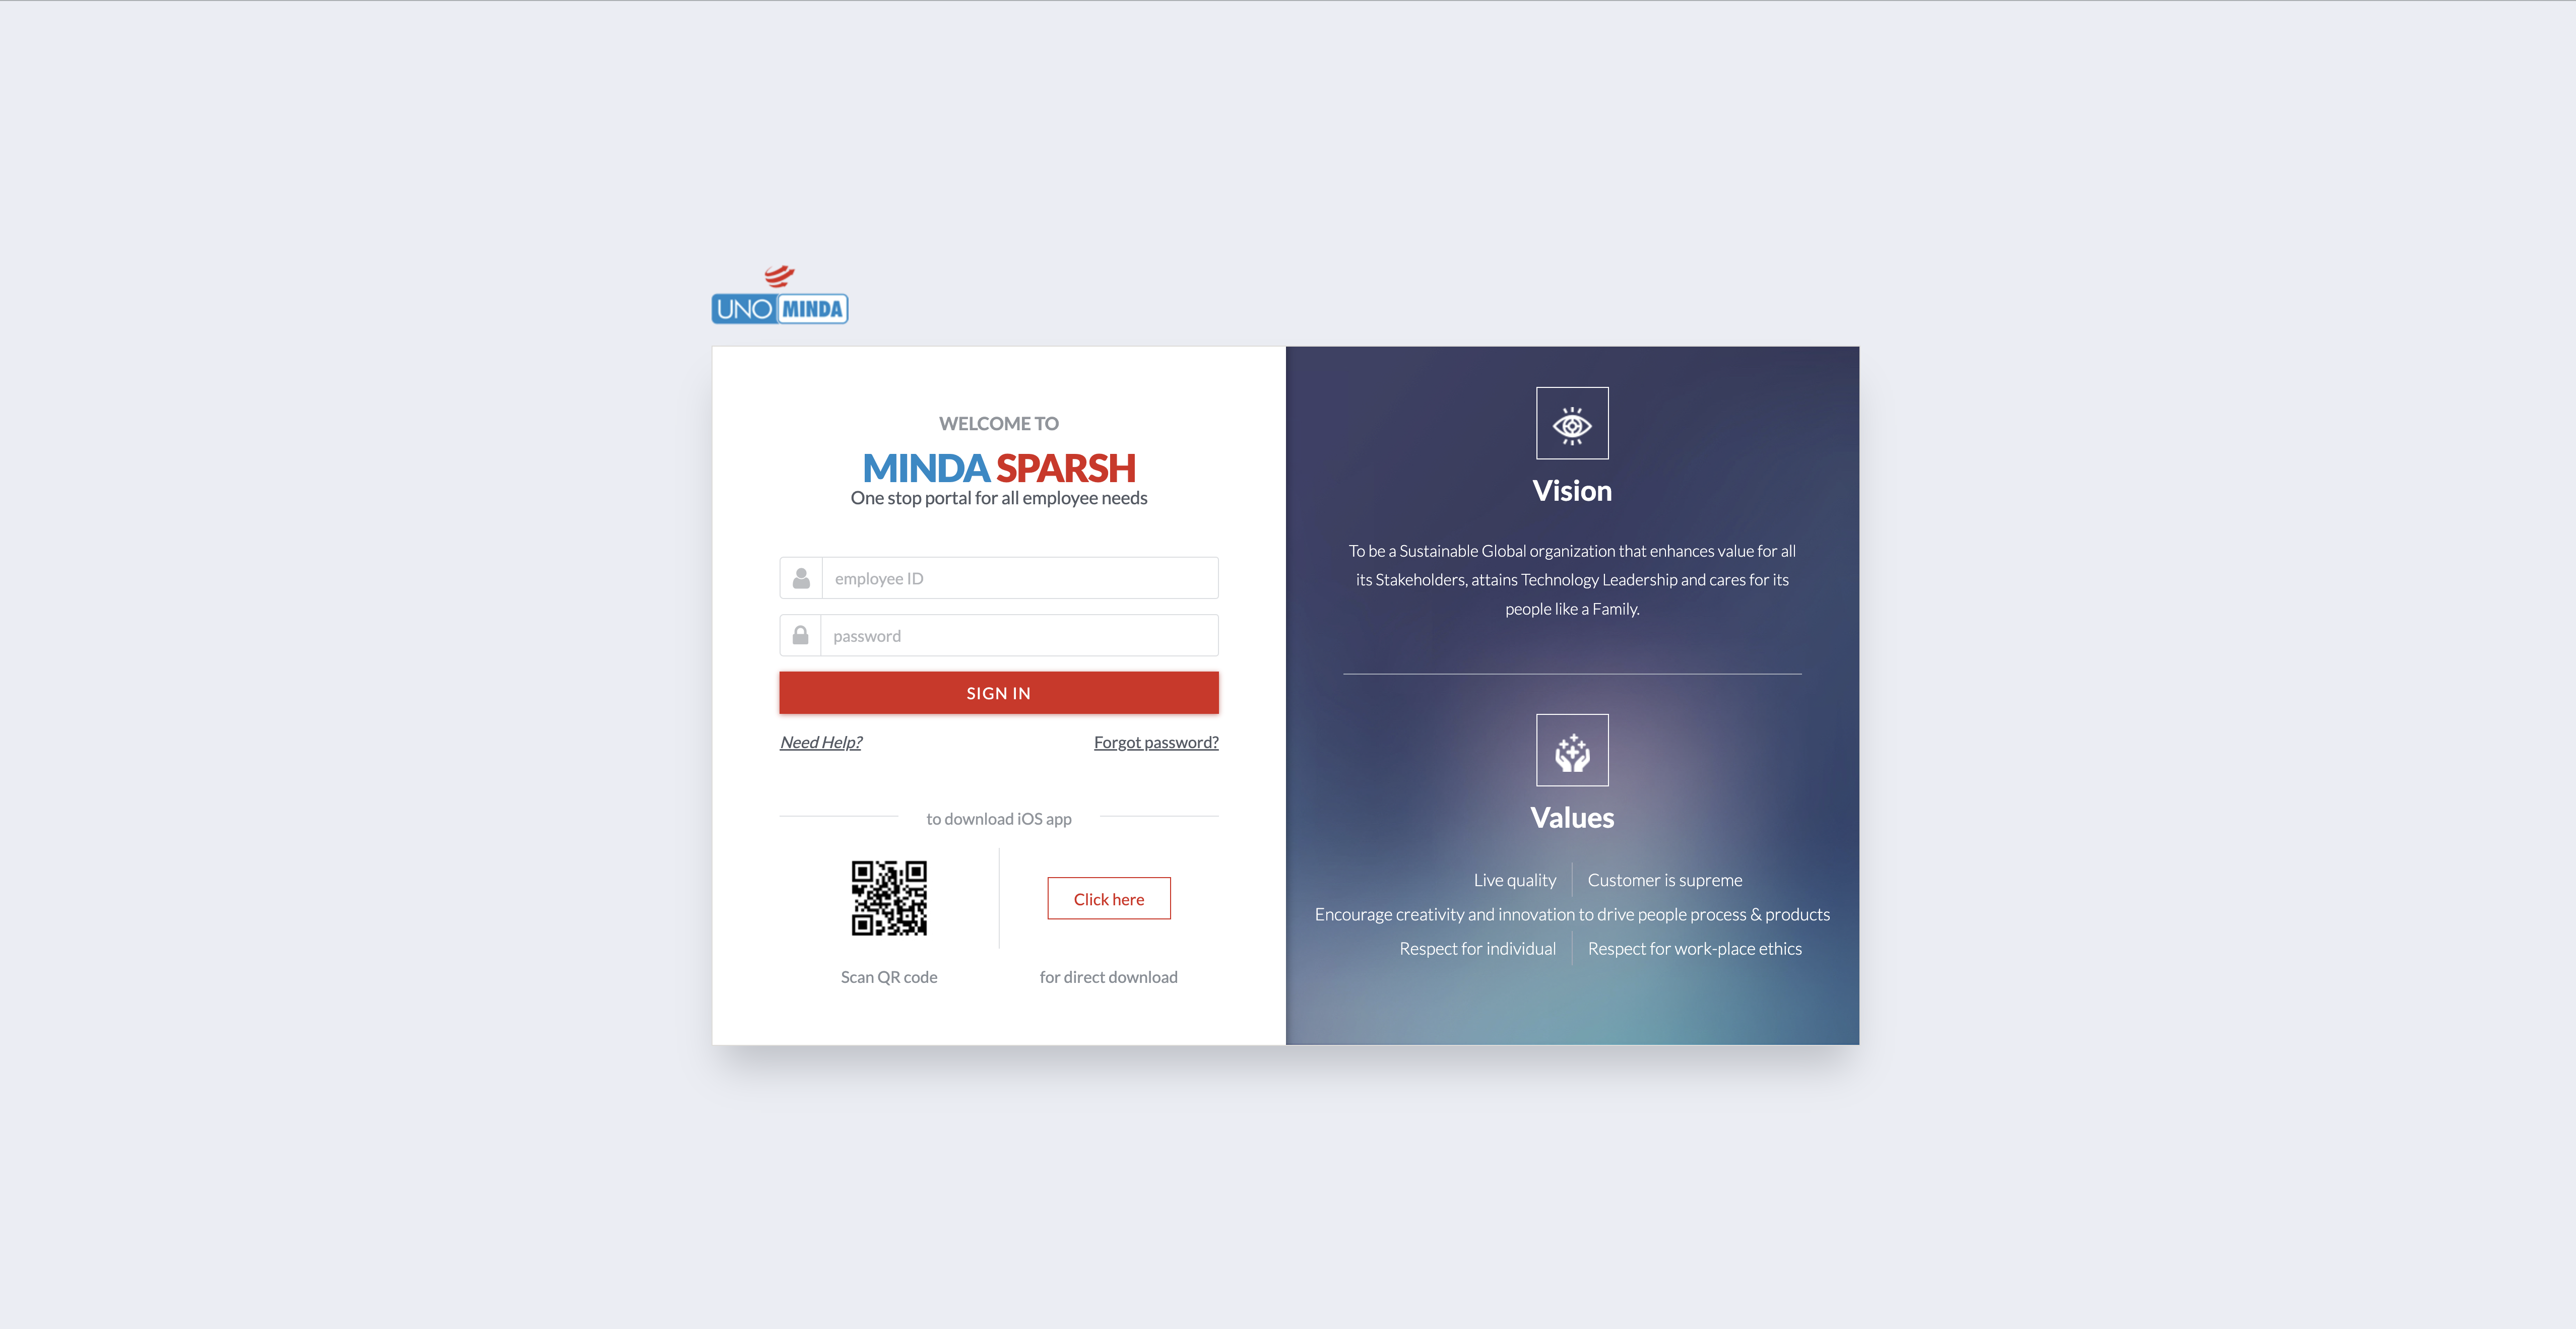 UNO MINDA
WELCOME TO
MINDA SPARSH
One stop portal for all employee needs
employee ID
password
SIGN IN
Need Help?
Forgot password?
to download iOS app
Click here
Scan QR code
for direct download
Vision
To be a Sustainable Global organization that enhances value for all
its Stakeholders, attains Technology Leadership and cares for its
people like a Family.
Values
Live quality
Customer is supreme
Encourage creativity and innovation to drive people process & products
Respect for individual
Respect for work-place ethics